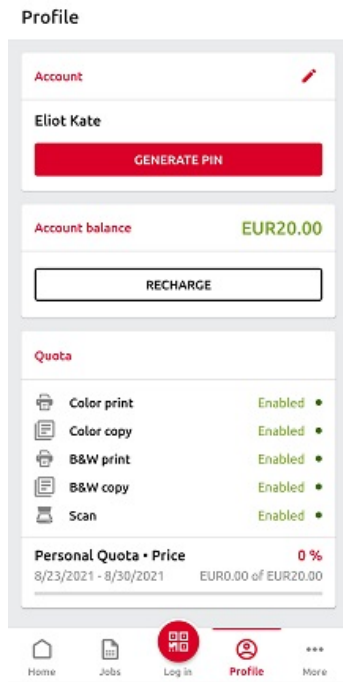 Profile
Account
Eliot Kate
GENERATE PIN
Account balance EUR20.00
RECHARGE
Quota
Color print Enabled
Color copy Enabled
B&W print Enabled
B&W copy Enabled
Scan Enabled
Personal Quota • Price 0 %
8/23/2021 - 8/30/2021 EUR0.00 of EUR20.00
Home Jobs Log in Profile More